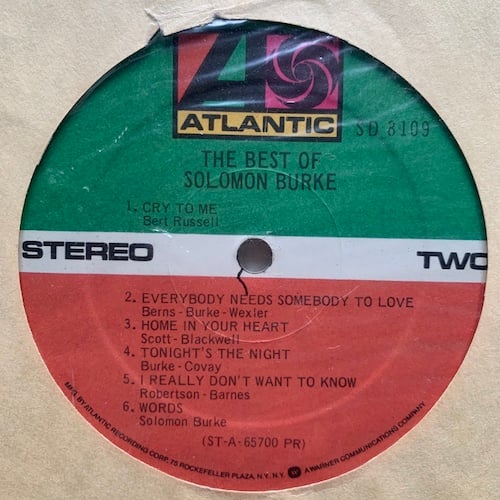 ATLANTIC
SD 8109
THE BEST OF
SOLOMON BURKE
1. CRY TO ME
Bert Russell
STEREO
TWO
2. EVERYBODY NEEDS SOMEBODY TO LOVE
Berns - Burke - Wexler
3. HOME IN YOUR HEART
Scott - Blackwell
4. TONIGHT'S THE NIGHT
Burke - Covay
5. I REALLY DON'T WANT TO KNOW
Robertson - Barnes
6. WORDS
Solomon Burke
(ST-A-65700 PR)
MFG. BY ATLANTIC RECORDING CORP. 75 ROCKEFELLER PLAZA, N.Y. N.Y. A WARNER COMMUNICATIONS COMPANY